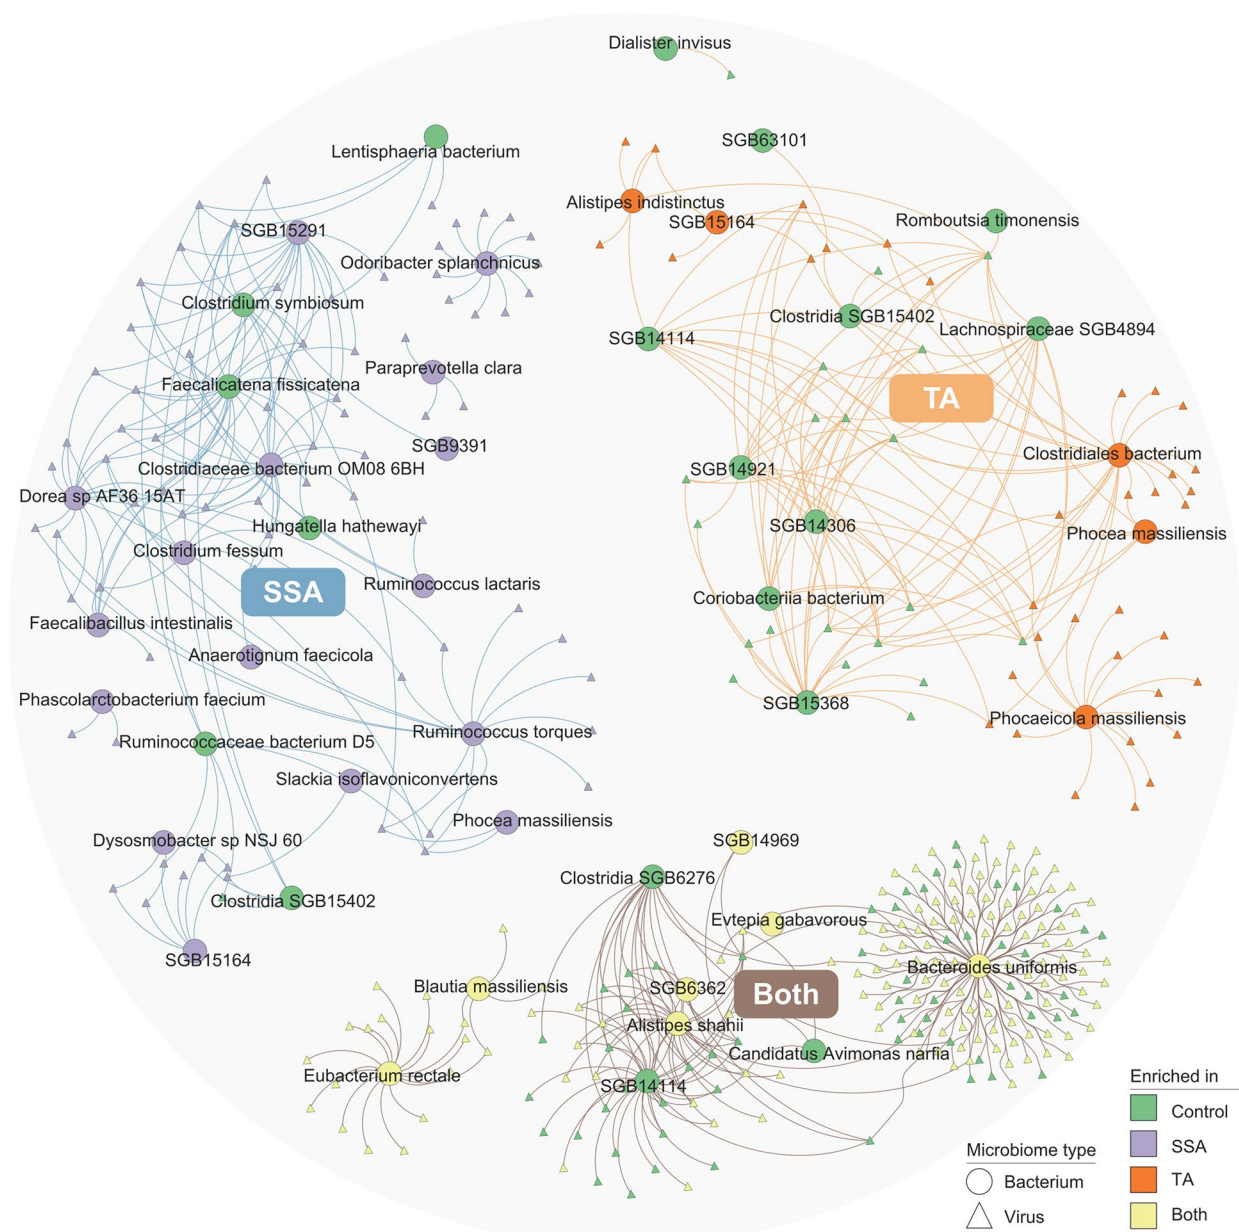 Dialister invisus
SGB63101
Lentisphaeria bacterium
Alistipes indistinctus
SGB15164
Romboutsia timonensis
SGB15291
Odoribacter splanchnicus
Clostridium symbiosum
Clostridia SGB15402
Lachnospiraceae SGB4894
SGB14114
Paraprevotella clara
Faecalicatena fissicatena
TA
SGB9391
Clostridiales bacterium
Clostridiaceae bacterium OM08 6BH
SGB14921
Dorea sp AF36 15AT
Hungatella hathewayi
SGB14306
Phocea massiliensis
Clostridium fessum
SSA
Ruminococcus lactaris
Coriobacteriia bacterium
Faecalibacillus intestinalis
Anaerotignum faecicola
Phascolarctobacterium faecium
SGB15368
Phocaeicola massiliensis
Ruminococcus torques
Ruminococcaceae bacterium D5
Slackia isoflavoniconvertens
Phocea massiliensis
Dysosmobacter sp NSJ 60
SGB14969
Clostridia SGB6276
Clostridia SGB15402
Evtepia gabavorous
SGB15164
Bacteroides uniformis
Blautia massiliensis
SGB6362
Both
Alistipes shahii
Candidatus Avimonas narfia
Eubacterium rectale
SGB14114
Enriched in
Control
SSA
TA
Both
Microbiome type
Bacterium
Virus